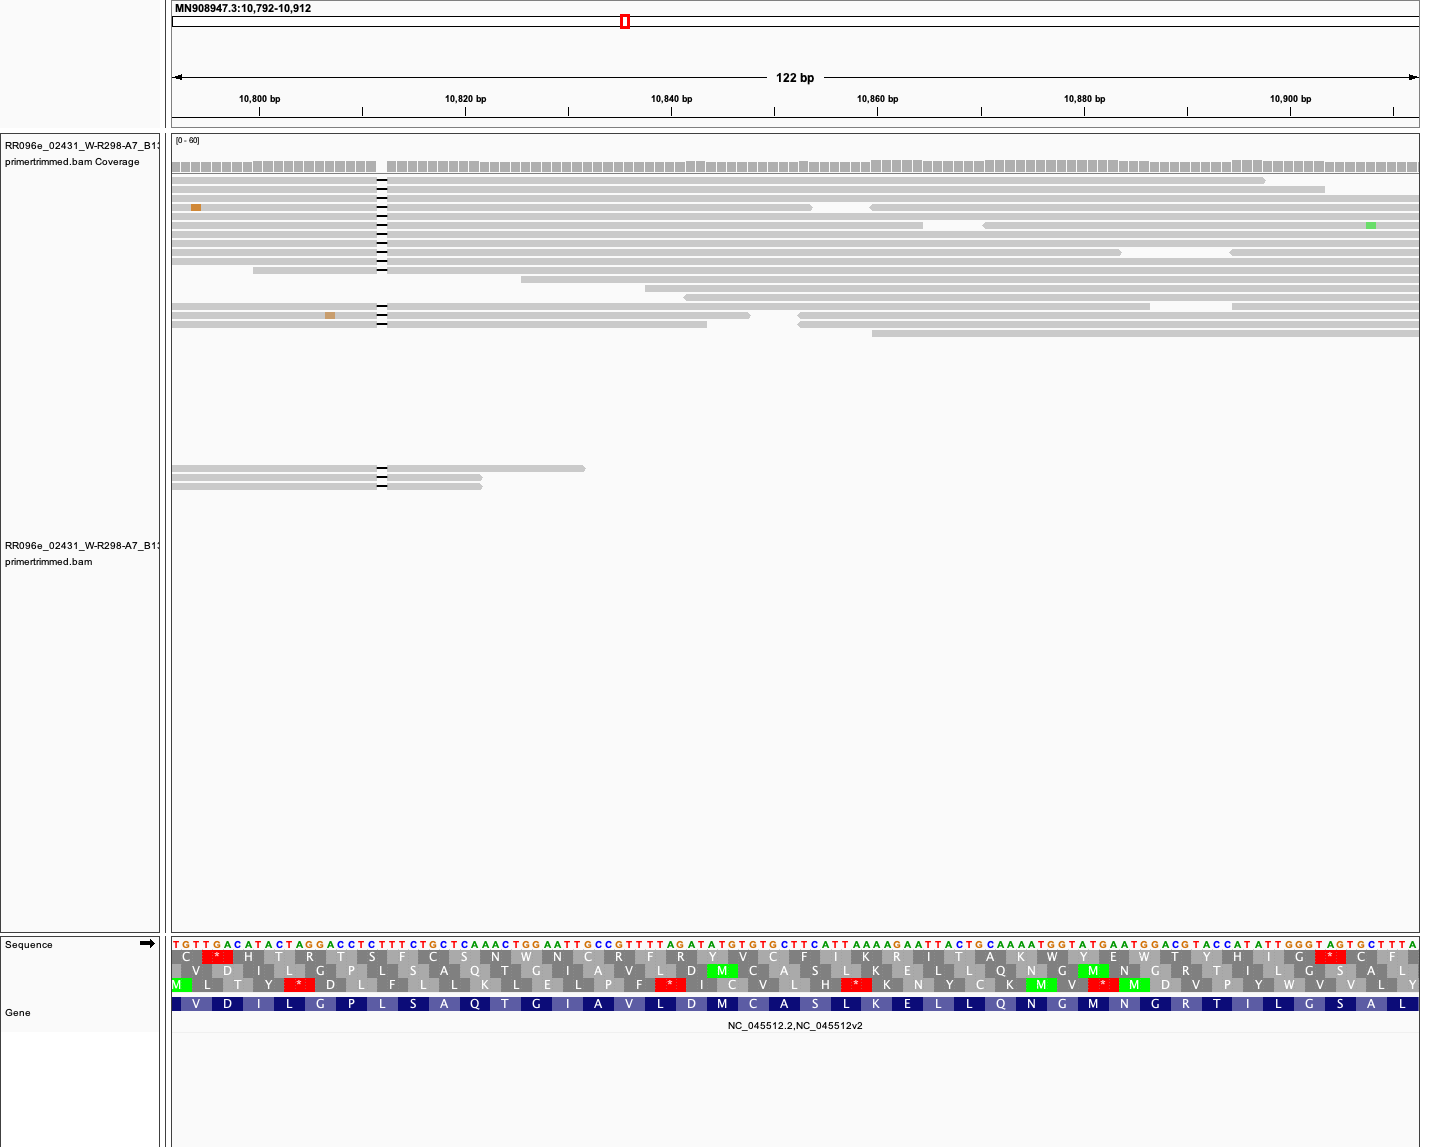 MN908947.3:10,792-10,912
122 bp
10,800 bp 10,820 bp 10,840 bp 10,860 bp 10,880 bp 10,900 bp
RR096e_02431_W-R298-A7_B1
primertrimmed.bam Coverage
[0 - 60]
RR096e_02431_W-R298-A7_B1
primertrimmed.bam
Sequence
TGTTGACATACTAGGACCTCTTTCTGCTCAAACTGGAATTGCCGTTTTAGATATGTGTGCTTCATTAAAAGAATTACTGCAAAATGGTATGAATGGACGTACCATATTGGGTAGTGCTTTA
C * H T R T S F C S N W N C R F R Y V C F I K R I T A K W Y E W T Y H I G * C F
V D I L G P L S A Q T G I A V L D M C A S L K E L L Q N G M N G R T I L G S A L
M L T Y * D L F L L K L E L P F * I C V L H * K N Y C K M V * M D V P Y W V V L Y
Gene
V D I L G P L S A Q T G I A V L D M C A S L K E L L Q N G M N G R T I L G S A L
NC_045512.2,NC_045512v2